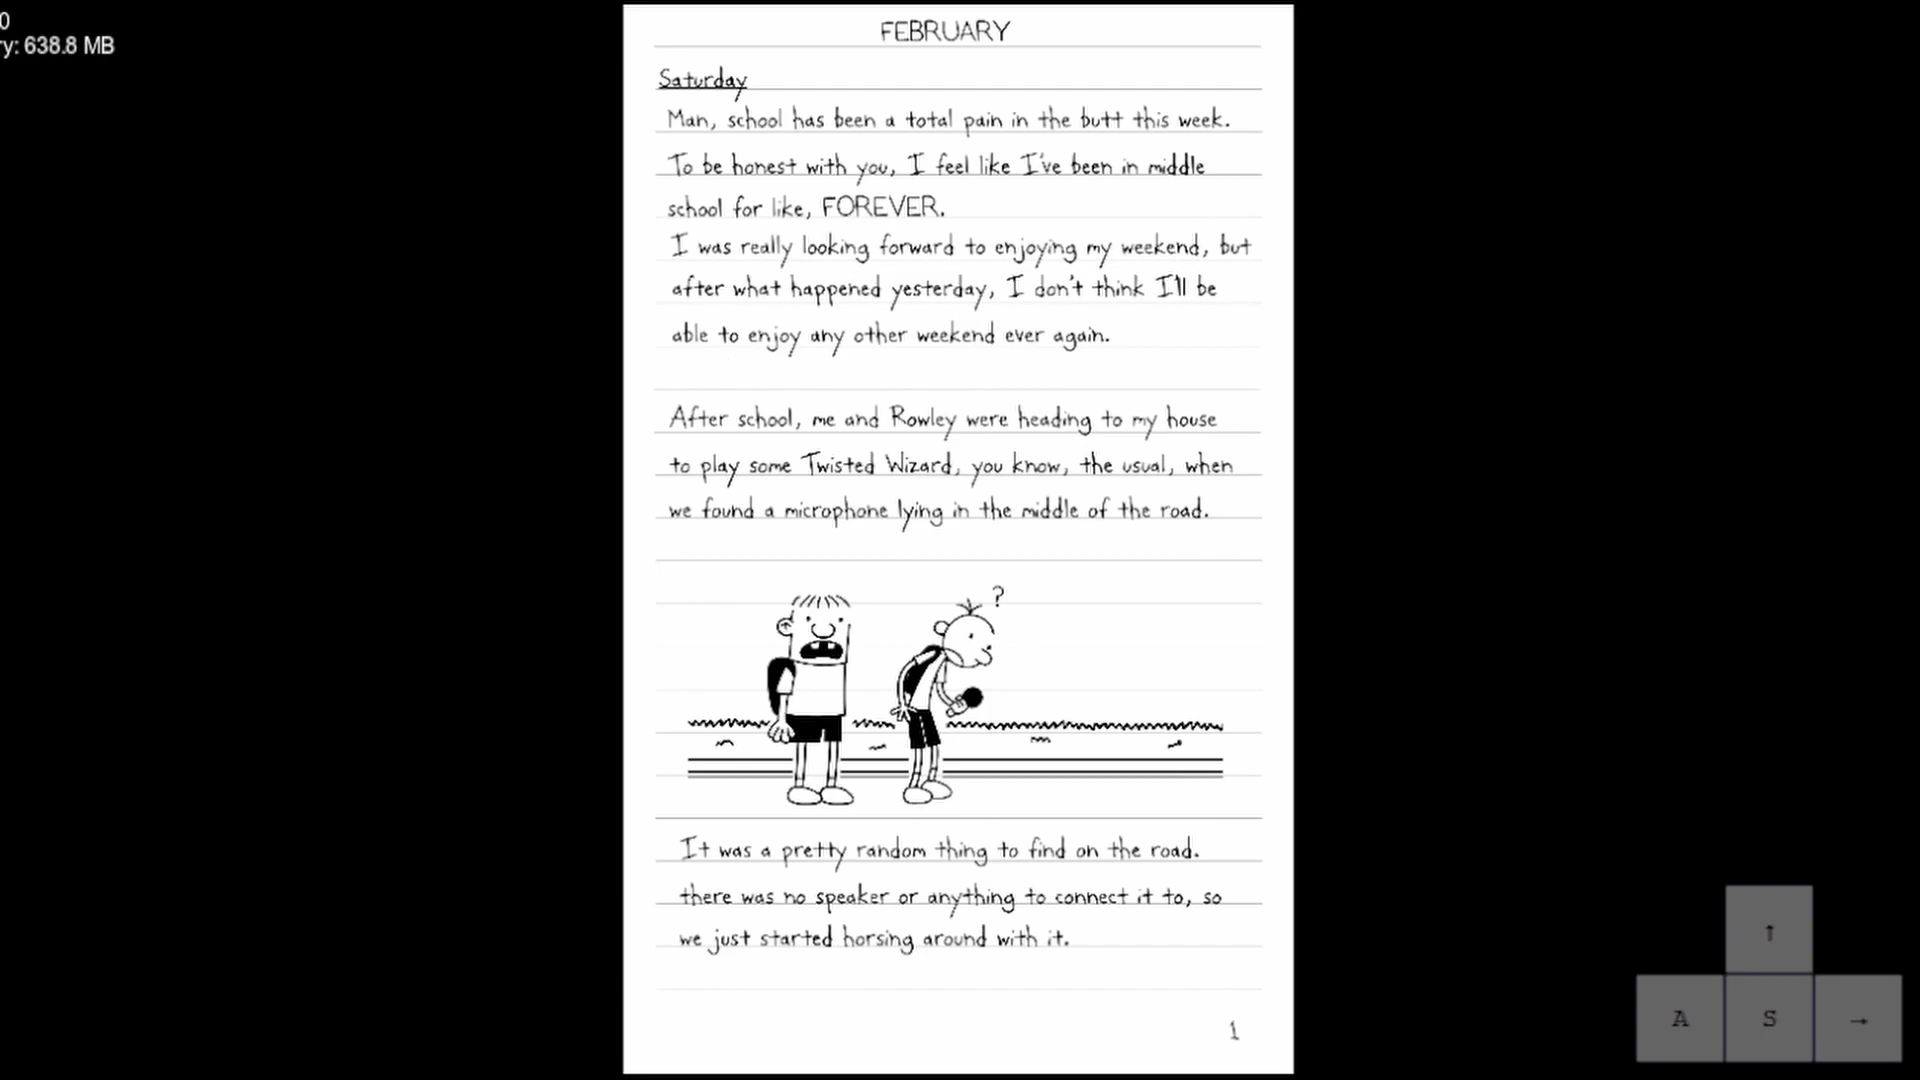 0
ry: 638.8 MB
FEBRUARY
Saturday
Man, school has been a total pain in the butt this week.
To be honest with you, I feel like I've been in middle
school for like, FOREVER.
I was really looking forward to enjoying my weekend, but
after what happened yesterday, I don't think I'll be
able to enjoy any other weekend ever again.
After school, me and Rowley were heading to my house
to play some Twisted Wizard, you know, the usual, when
we found a microphone lying in the middle of the road.
?
It was a pretty random thing to find on the road.
there was no speaker or anything to connect it to, so
we just started horsing around with it.
1
↑
A S →